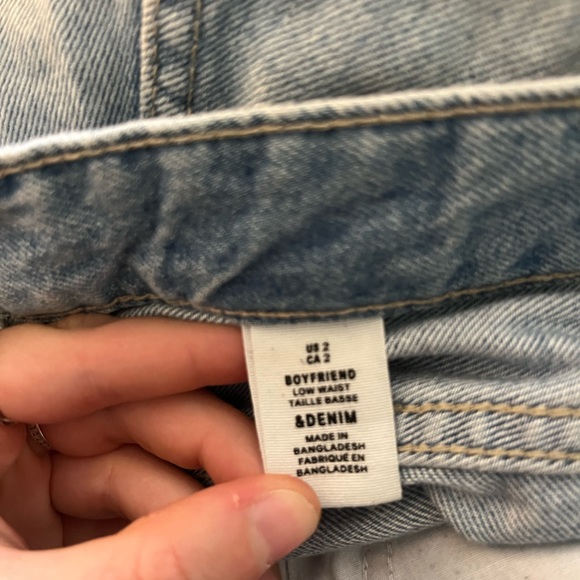 US 2
CA 2
BOYFRIEND
LOW WAIST
TAILLE BASSE
&DENIM
MADE IN
BANGLADESH
FABRIQUÉ EN
BANGLADESH